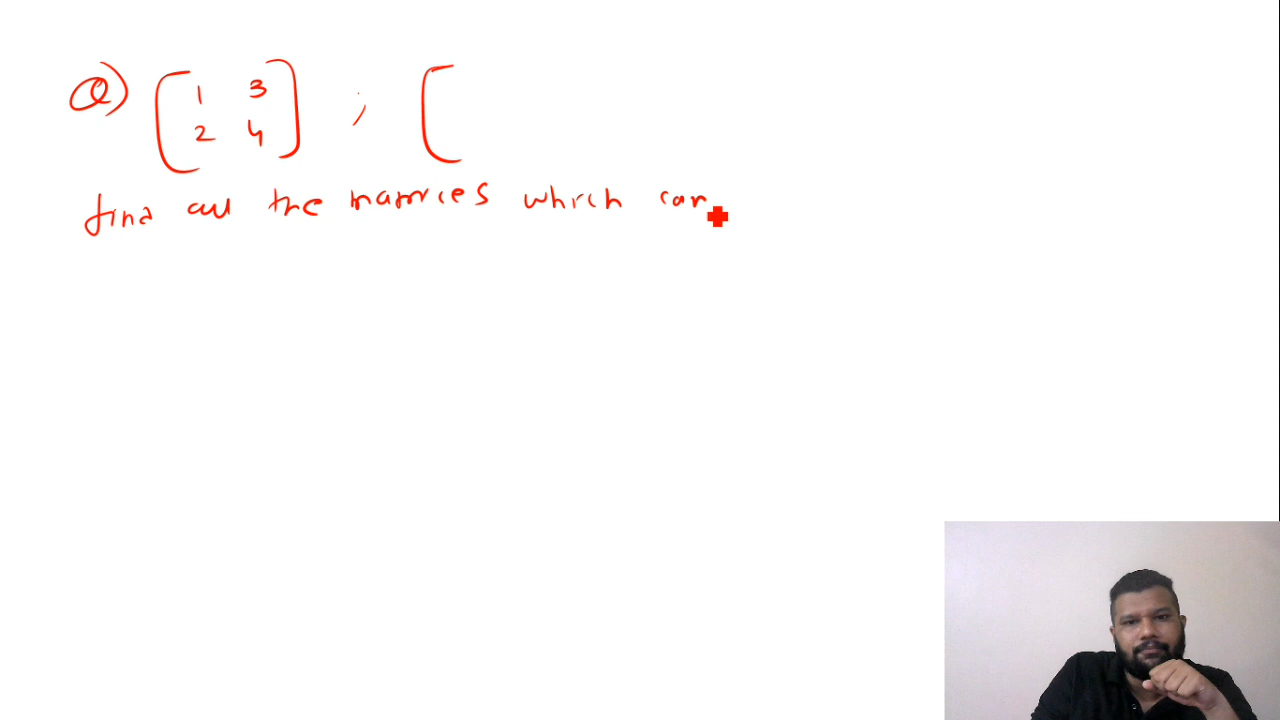 Q) [ 1 3 ; [
2 4 ]
find all the matrices which can